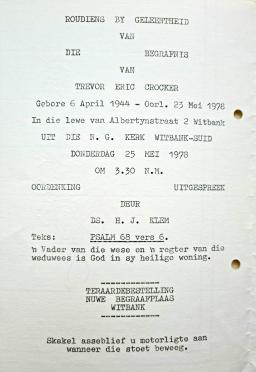 ROUDIENS BY GELEENTHEID
VAN
DIE BEGRAFNIS
VAN
TREVOR ERIC CROCKER
Gebore 6 April 1944 - Oorl. 23 Mei 1978
In die lewe van Albertynstraat 2 Witbank
UIT DIE N. G. KERK WITBANK-SUID
DONDERDAG 25 MEI 1978
OM 3.30 N.M.
OORDENKING UITGESPREEK
DEUR
DS. H. J. KLEM
Teks: PSALM 68 vers 6.
'n Vader van die wese en 'n regter van die
weduwees is God in sy heilige woning.
--------------
TERAARDEBESTELLING
NUWE BEGRAAFPLAAS
WITBANK
--------------
Skakel asseblief u motorligte aan
wanneer die stoet beweeg.